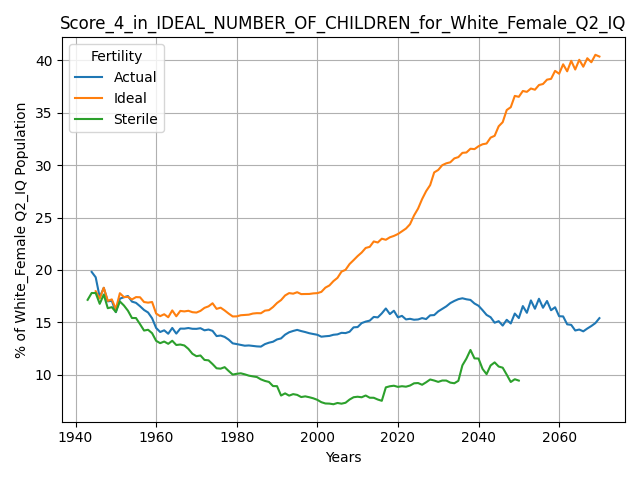 Score_4_in_IDEAL_NUMBER_OF_CHILDREN_for_White_Female_Q2_IQ
Fertility
Actual
Ideal
Sterile
% of White_Female Q2_IQ Population
40
35
30
25
20
15
10
1940
1960
1980
2000
2020
2040
2060
Years